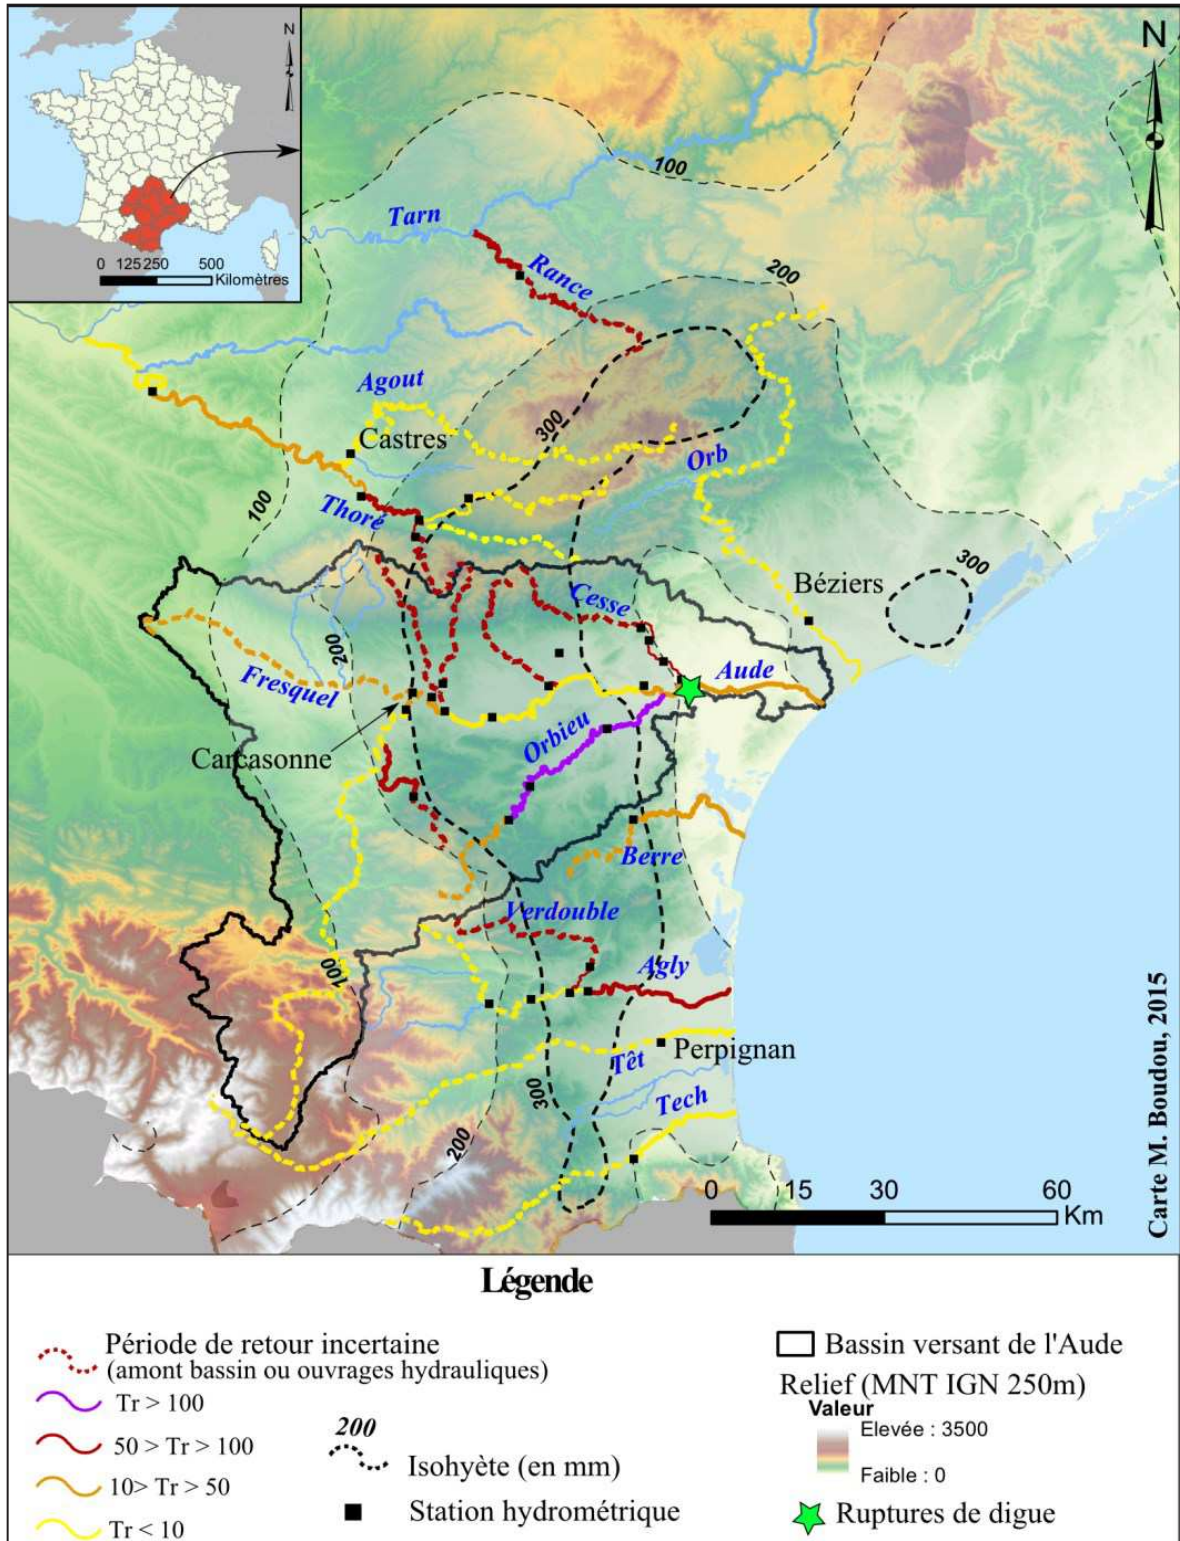 N
0 125 250 500
Kilomètres
N
100
Tarn
Rance
200
Agout
300
Castres
Orb
100
Thoré
300
Béziers
Cesse
200
Fresquel
Aude
Orbieu
Carcasonne
Berre
Verdouble
100
Agly
Perpignan
Têt
300
Tech
200
0 15 30 60
Km
Carte M. Boudou, 2015
Légende
Période de retour incertaine
(amont bassin ou ouvrages hydrauliques)
Tr > 100
50 > Tr > 100
10> Tr > 50
Tr < 10
200
Isohyète (en mm)
Station hydrométrique
Bassin versant de l'Aude
Relief (MNT IGN 250m)
Valeur
Elevée : 3500
Faible : 0
Ruptures de digue